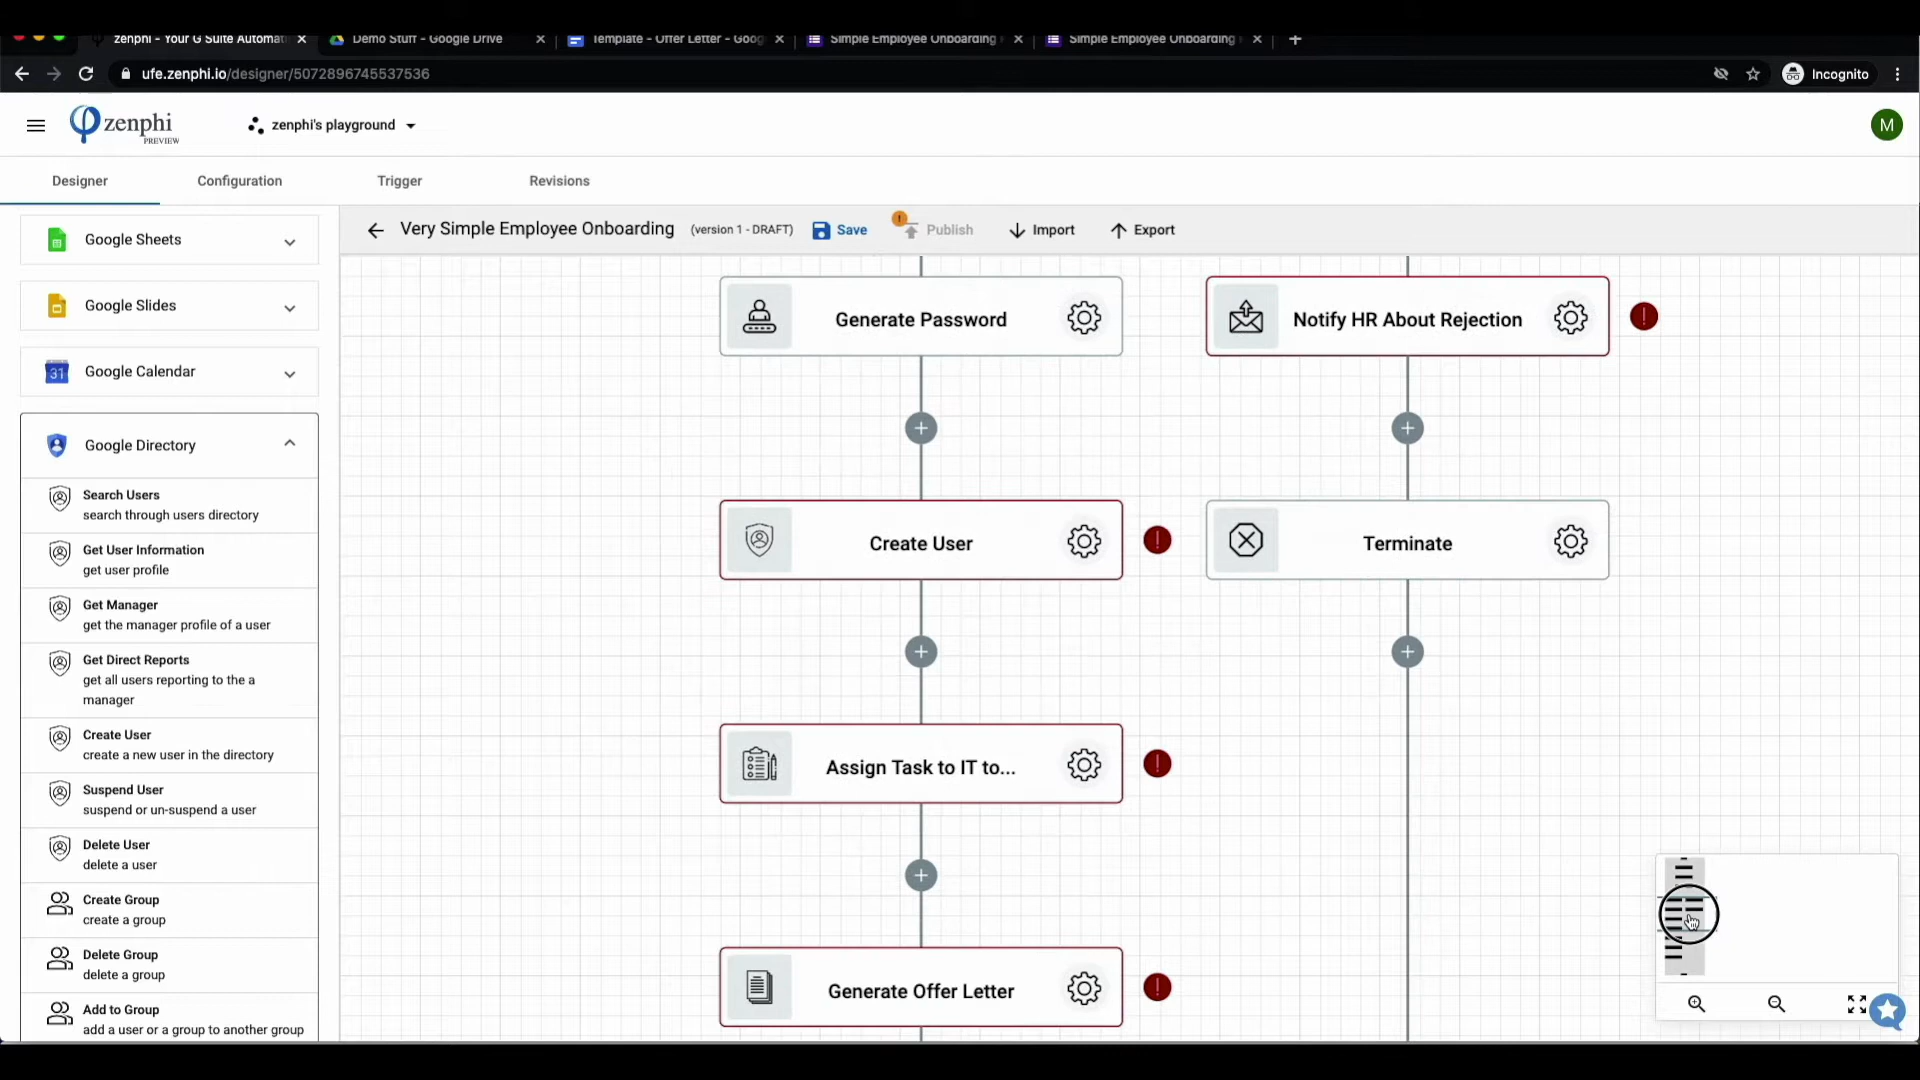 zenphi - Your G Suite Automat
Demo Stuff - Google Drive
Template - Offer Letter - Goog
Simple Employee Onboarding
Simple Employee Onboarding
ufe.zenphi.io/designer/5072896745537536
Incognito
zenphi
PREVIEW
zenphi's playground
M
Designer
Configuration
Trigger
Revisions
Very Simple Employee Onboarding
(version 1 - DRAFT)
Save
Publish
Import
Export
Google Sheets
Google Slides
31
Google Calendar
Google Directory
Search Users
search through users directory
Get User Information
get user profile
Get Manager
get the manager profile of a user
Get Direct Reports
get all users reporting to the a
manager
Create User
create a new user in the directory
Suspend User
suspend or un-suspend a user
Delete User
delete a user
Create Group
create a group
Delete Group
delete a group
Add to Group
add a user or a group to another group
Generate Password
Notify HR About Rejection
Create User
Terminate
Assign Task to IT to...
Generate Offer Letter